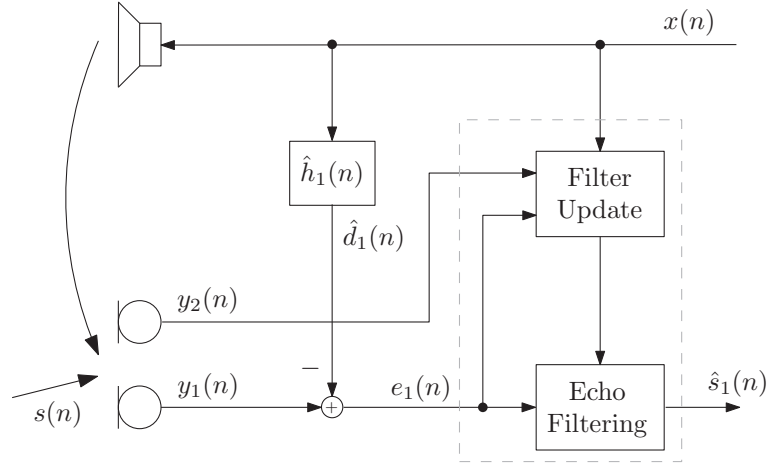 x(n)
ĥ₁(n)
Filter
Update
d̂₁(n)
y₂(n)
−
y₁(n)
e₁(n)
ŝ₁(n)
s(n)
+
Echo
Filtering